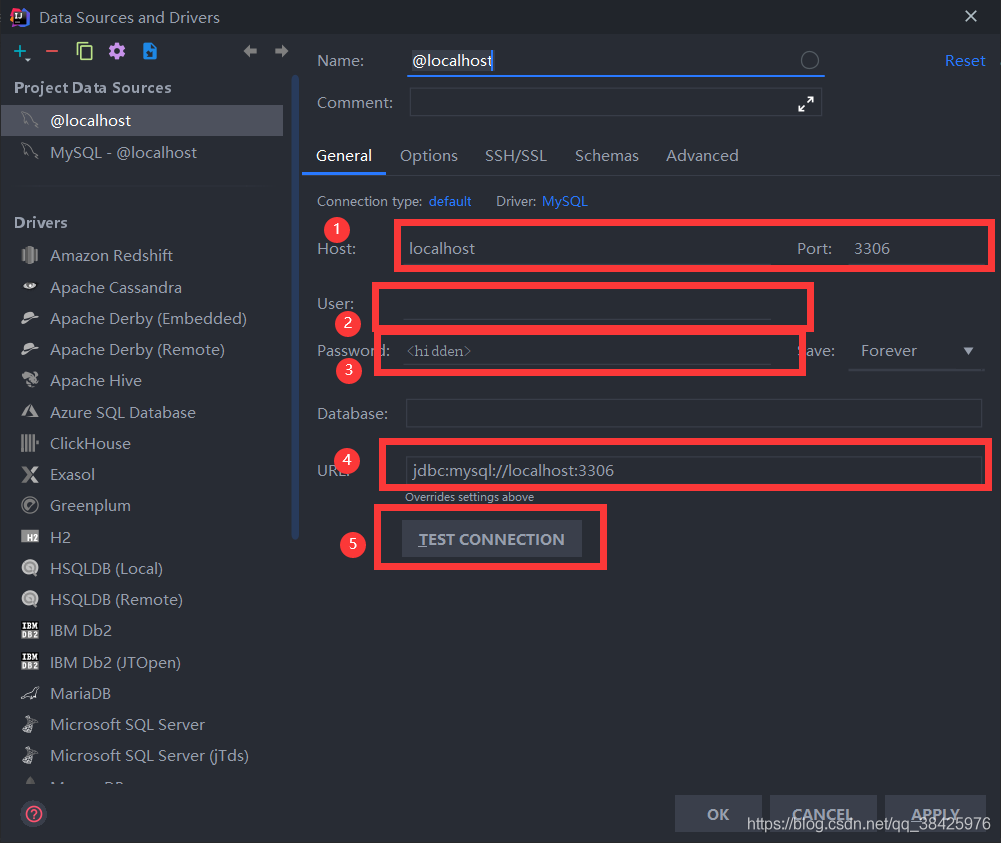 Data Sources and Drivers
Project Data Sources
@localhost
MySQL - @localhost
Drivers
Amazon Redshift
Apache Cassandra
Apache Derby (Embedded)
Apache Derby (Remote)
Apache Hive
Azure SQL Database
ClickHouse
Exasol
Greenplum
H2 H2
HSQLDB (Local)
HSQLDB (Remote)
IBM DB2 IBM Db2
IBM DB2 IBM Db2 (JTOpen)
MariaDB
Microsoft SQL Server
Microsoft SQL Server (jTds)
Name: @localhost Reset
Comment:
General Options SSH/SSL Schemas Advanced
Connection type: default Driver: MySQL
1
Host: localhost Port: 3306
User:
2
Password: <hidden> Save: Forever
3
Database:
4
URL: jdbc:mysql://localhost:3306
Overrides settings above
5 TEST CONNECTION
OK CANCEL APPLY
https://blog.csdn.net/qq_38425976